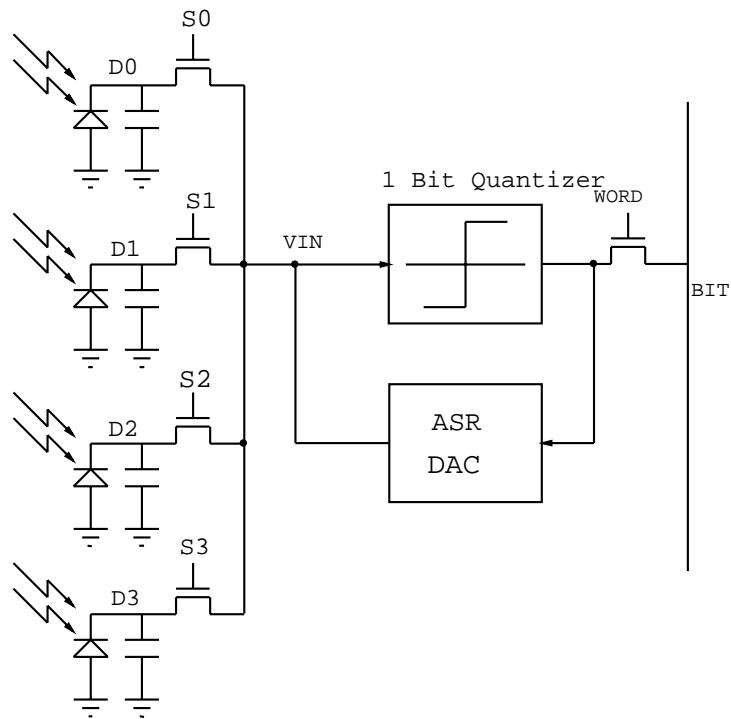 S0
D0
1 Bit Quantizer
WORD
S1
D1
VIN
BIT
S2
D2
ASR
DAC
S3
D3